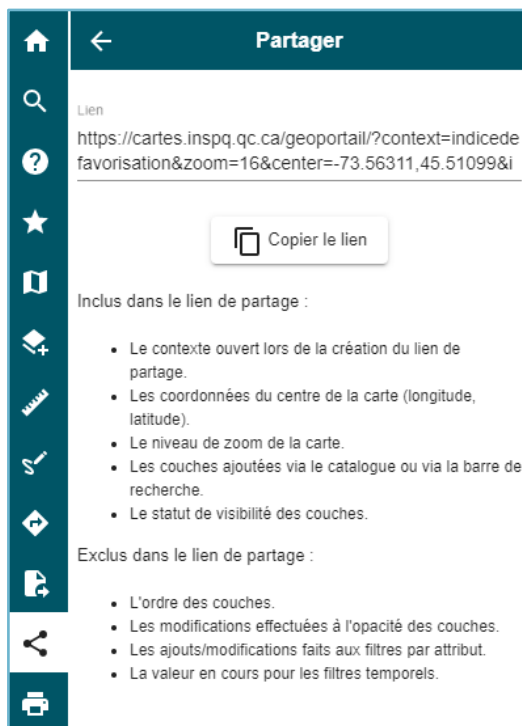 Partager
Lien
https://cartes.inspq.qc.ca/geoportail/?context=indicede
favorisation&zoom=16&center=-73.56311,45.51099&i
Copier le lien
Inclus dans le lien de partage :
• Le contexte ouvert lors de la création du lien de
partage.
• Les coordonnées du centre de la carte (longitude,
latitude).
• Le niveau de zoom de la carte.
• Les couches ajoutées via le catalogue ou via la barre de
recherche.
• Le statut de visibilité des couches.
Exclus dans le lien de partage :
• L'ordre des couches.
• Les modifications effectuées à l'opacité des couches.
• Les ajouts/modifications faits aux filtres par attribut.
• La valeur en cours pour les filtres temporels.